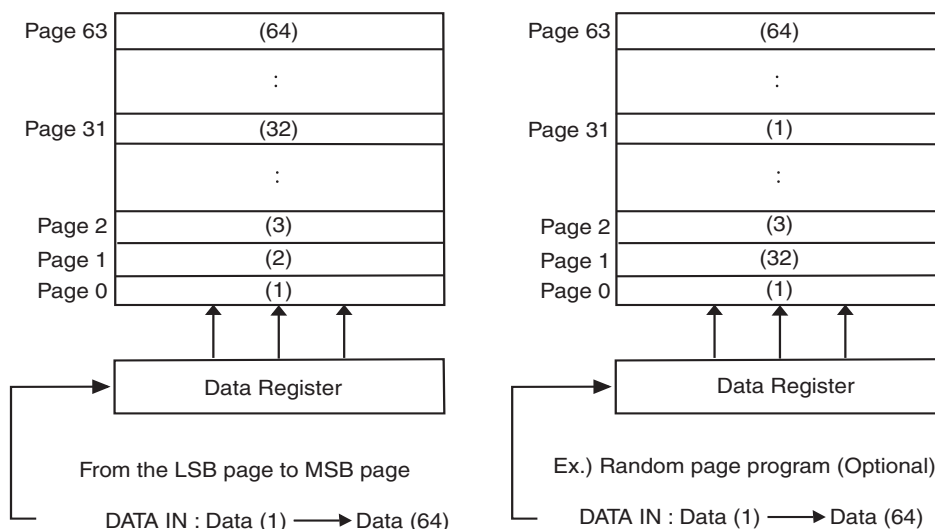 Page 63 (64)
:
Page 31 (32)
:
Page 2 (3)
Page 1 (2)
Page 0 (1)
Data Register
From the LSB page to MSB page
DATA IN : Data (1) Data (64)
Page 63 (64)
:
Page 31 (1)
:
Page 2 (3)
Page 1 (32)
Page 0 (1)
Data Register
Ex.) Random page program (Optional)
DATA IN : Data (1) Data (64)